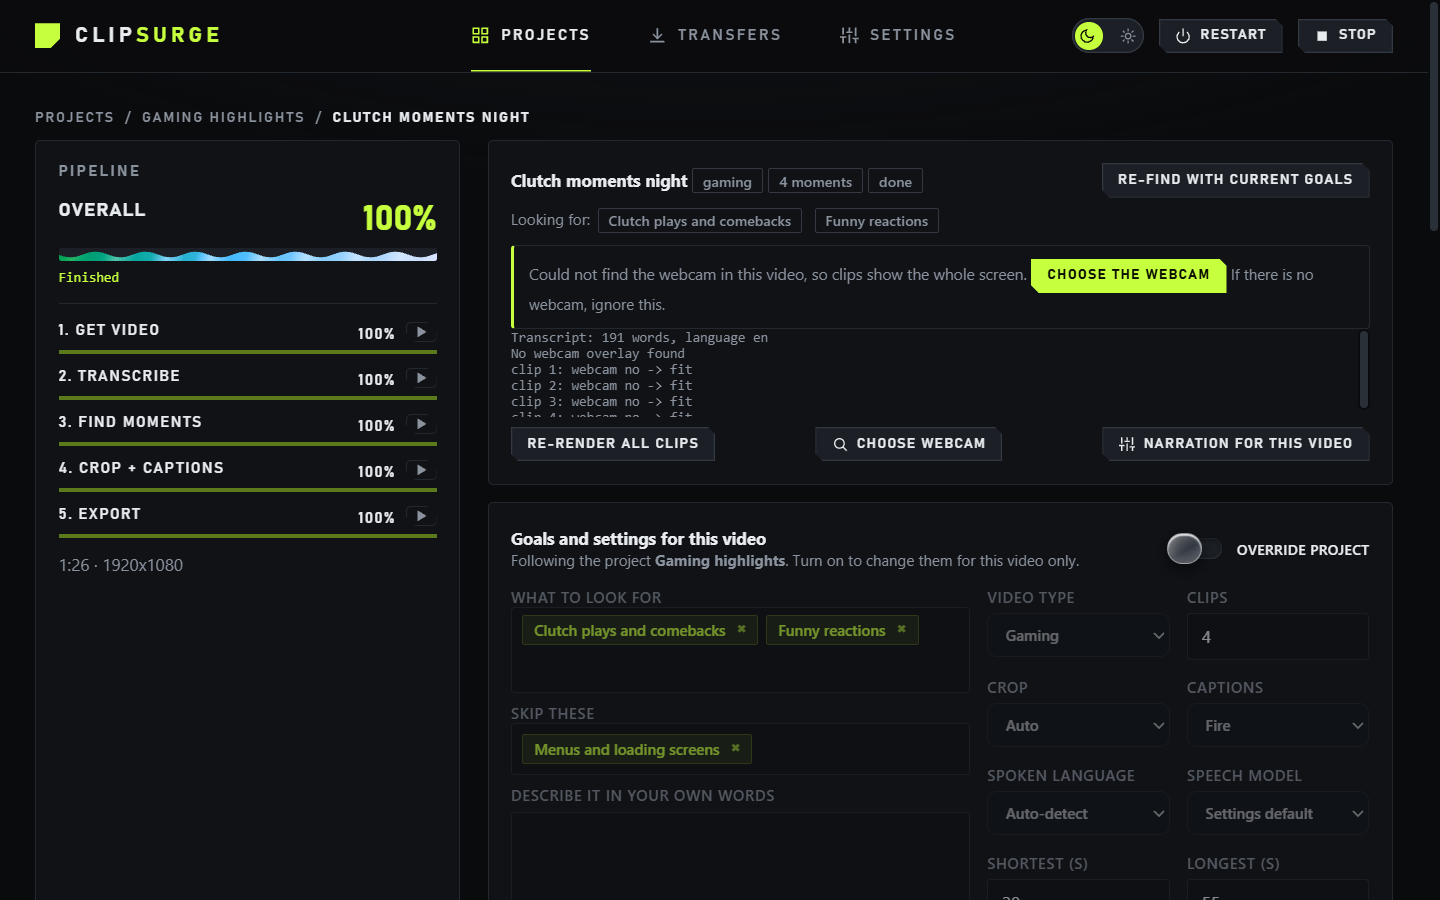 CLIPSURGE
PROJECTS
TRANSFERS
SETTINGS
RESTART
STOP
PROJECTS / GAMING HIGHLIGHTS / CLUTCH MOMENTS NIGHT
PIPELINE
OVERALL 100%
Finished
1. GET VIDEO 100%
2. TRANSCRIBE 100%
3. FIND MOMENTS 100%
4. CROP + CAPTIONS 100%
5. EXPORT 100%
1:26 · 1920x1080
Clutch moments night gaming 4 moments done
RE-FIND WITH CURRENT GOALS
Looking for: Clutch plays and comebacks Funny reactions
Could not find the webcam in this video, so clips show the whole screen. CHOOSE THE WEBCAM If there is no
webcam, ignore this.
Transcript: 191 words, language en
No webcam overlay found
clip 1: webcam no -> fit
clip 2: webcam no -> fit
clip 3: webcam no -> fit
clip 4: webcam no -> fit
RE-RENDER ALL CLIPS
CHOOSE WEBCAM
NARRATION FOR THIS VIDEO
Goals and settings for this video
Following the project Gaming highlights. Turn on to change them for this video only.
OVERRIDE PROJECT
WHAT TO LOOK FOR
Clutch plays and comebacks ✖ Funny reactions ✖
SKIP THESE
Menus and loading screens ✖
DESCRIBE IT IN YOUR OWN WORDS
VIDEO TYPE
Gaming
CLIPS
4
CROP
Auto
CAPTIONS
Fire
SPOKEN LANGUAGE
Auto-detect
SPEECH MODEL
Settings default
SHORTEST (S)
LONGEST (S)